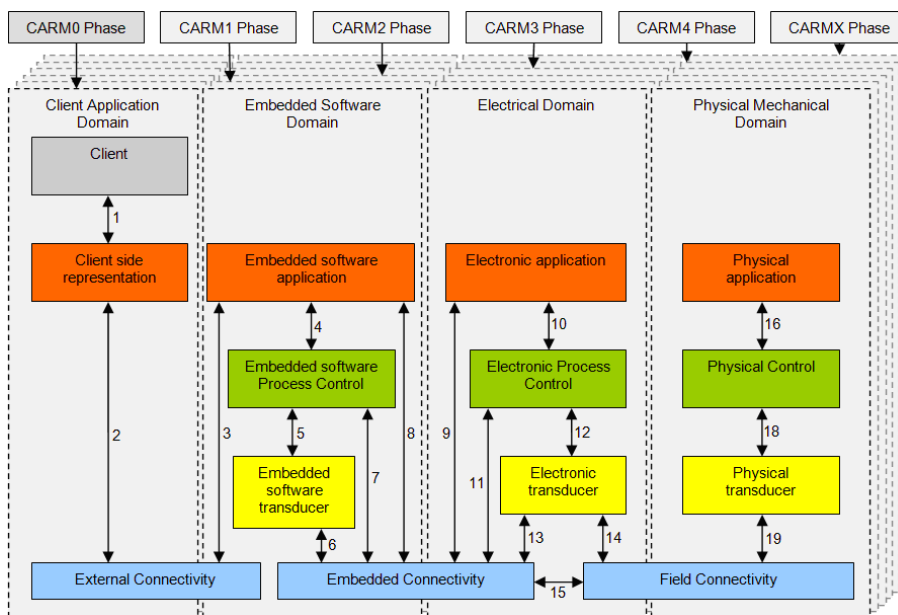 CARM0 Phase
CARM1 Phase
CARM2 Phase
CARM3 Phase
CARM4 Phase
CARMX Phase
Client Application
Domain
Embedded Software
Domain
Electrical Domain
Physical Mechanical
Domain
Client
1
Client side
representation
Embedded software
application
Electronic application
Physical
application
4
10
16
Embedded software
Process Control
Electronic Process
Control
Physical Control
2
3
5
7
8
9
11
12
18
Embedded
software
transducer
Electronic
transducer
Physical
transducer
6
13
14
19
External Connectivity
Embedded Connectivity
15
Field Connectivity